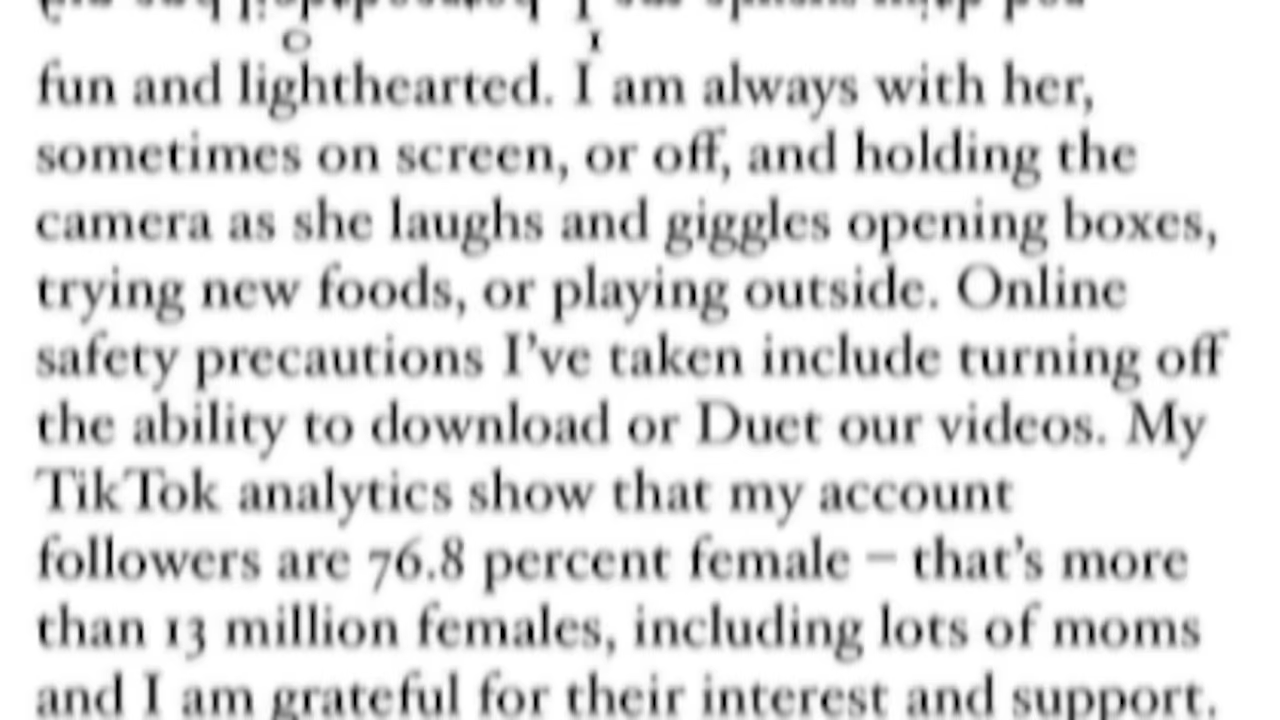 fun and lighthearted. I am always with her,
sometimes on screen, or off, and holding the
camera as she laughs and giggles opening boxes,
trying new foods, or playing outside. Online
safety precautions I've taken include turning off
the ability to download or Duet our videos. My
TikTok analytics show that my account
followers are 76.8 percent female – that's more
than 13 million females, including lots of moms
and I am grateful for their interest and support.